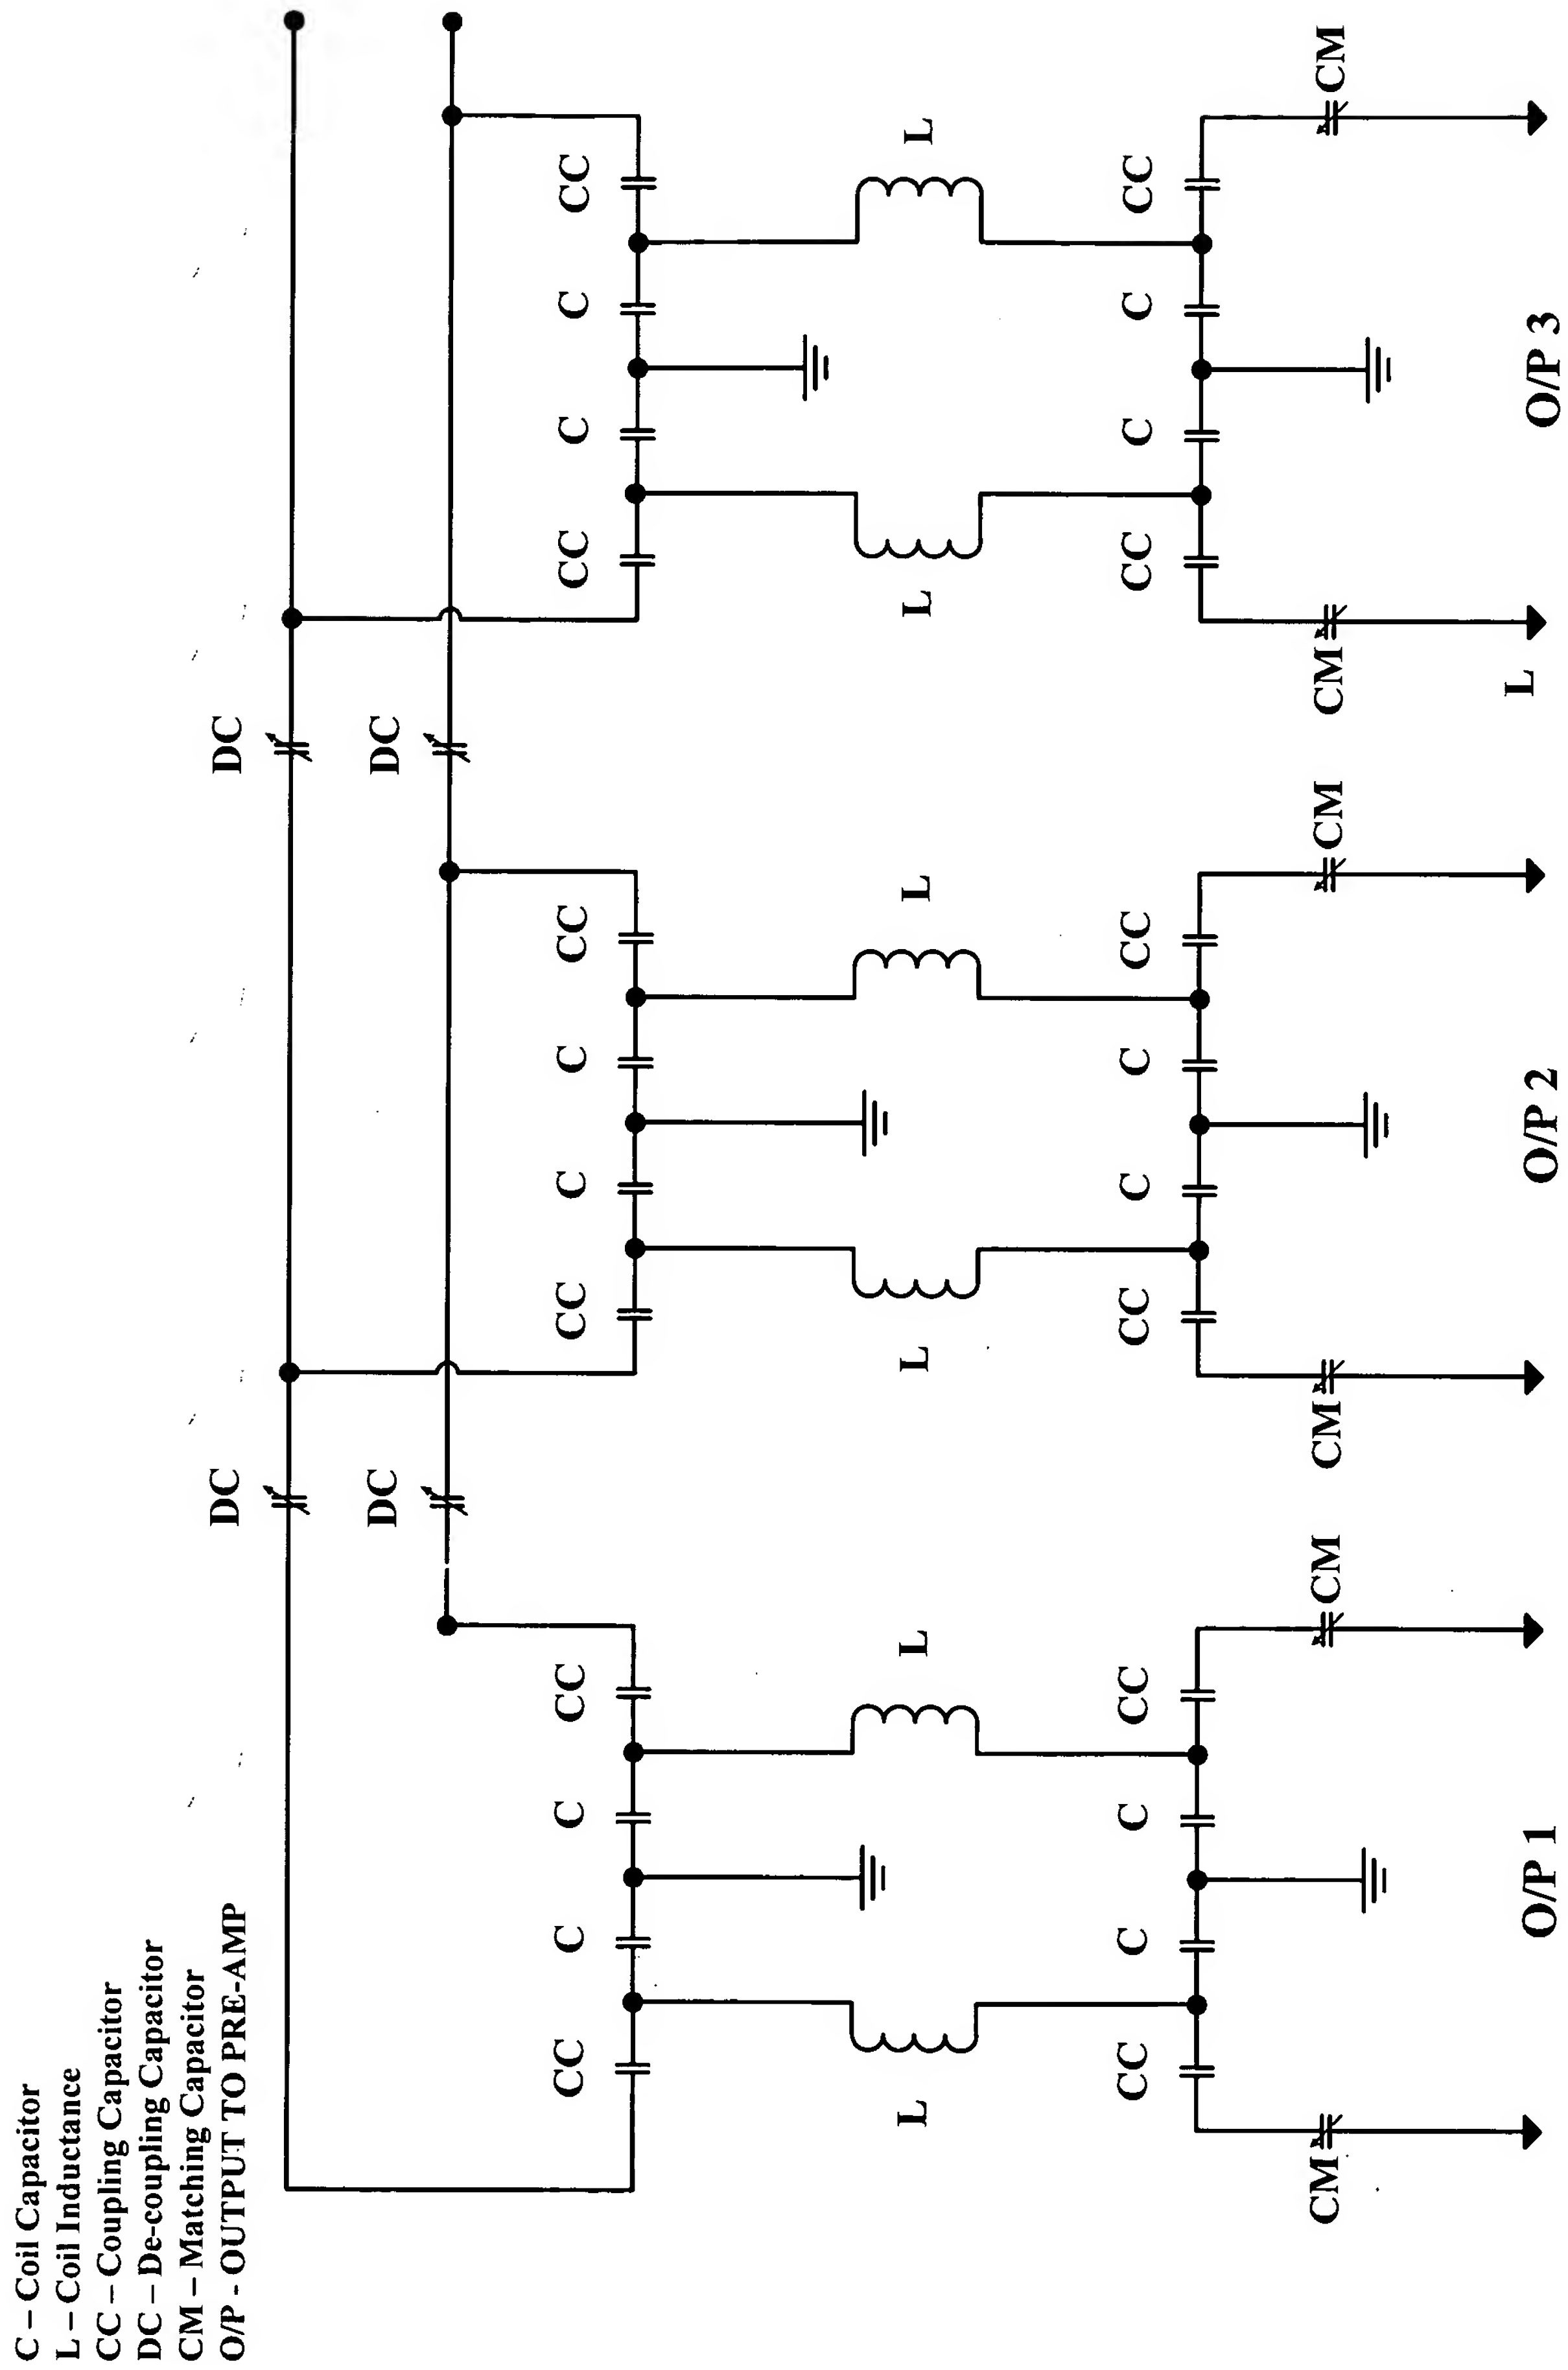 C – Coil Capacitor
L – Coil Inductance
CC – Coupling Capacitor
DC – De-coupling Capacitor
CM – Matching Capacitor
O/P - OUTPUT TO PRE-AMP
DC DC
DC DC
CC C C CC CC C C CC CC C C CC
L L L L L L
CC C C CC CC C C CC CC C C CC
CM CM CM CM CM CM
L
O/P 1 O/P 2 O/P 3